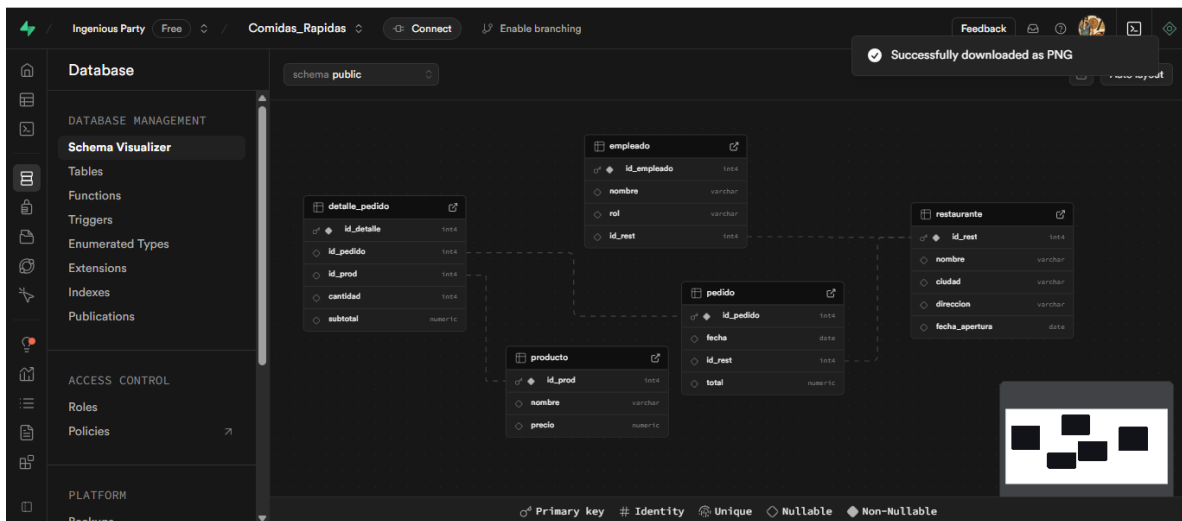 Ingenious Party Free / Comidas_Rapidas Connect Enable branching Feedback
Successfully downloaded as PNG
Database
schema public
Auto layout
DATABASE MANAGEMENT
Schema Visualizer
Tables
Functions
Triggers
Enumerated Types
Extensions
Indexes
Publications
ACCESS CONTROL
Roles
Policies
PLATFORM
Backups
empleado
id_empleado int4
nombre varchar
rol varchar
id_rest int4
detalle_pedido
id_detalle int4
id_pedido int4
id_prod int4
cantidad int4
subtotal numeric
restaurante
id_rest int4
nombre varchar
ciudad varchar
direccion varchar
fecha_apertura date
pedido
id_pedido int4
fecha date
id_rest int4
total numeric
producto
id_prod int4
nombre varchar
precio numeric
Primary key # Identity Unique Nullable Non-Nullable